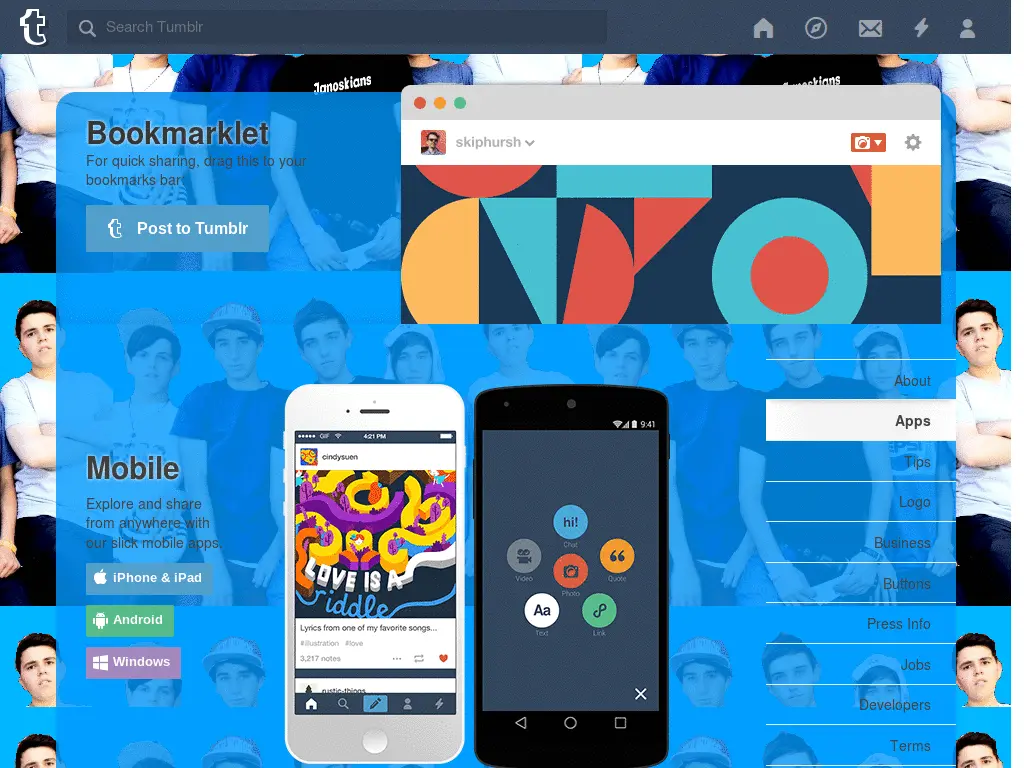 Search Tumblr
Janoskians
Bookmarklet
For quick sharing, drag this to your
bookmarks bar.
Post to Tumblr
skiphursh
About
Apps
Tips
Logo
Business
Buttons
Press Info
Jobs
Developers
Terms
Mobile
Explore and share
from anywhere with
our slick mobile apps.
iPhone & iPad
Android
Windows
GIF
4:21 PM
cindysuen
LOVE IS A
riddle
Lyrics from one of my favorite songs...
#illustration #love
3,217 notes
rustic-things
9:41
hi!
Chat
Video
Quote
Photo
Aa
Text
Link